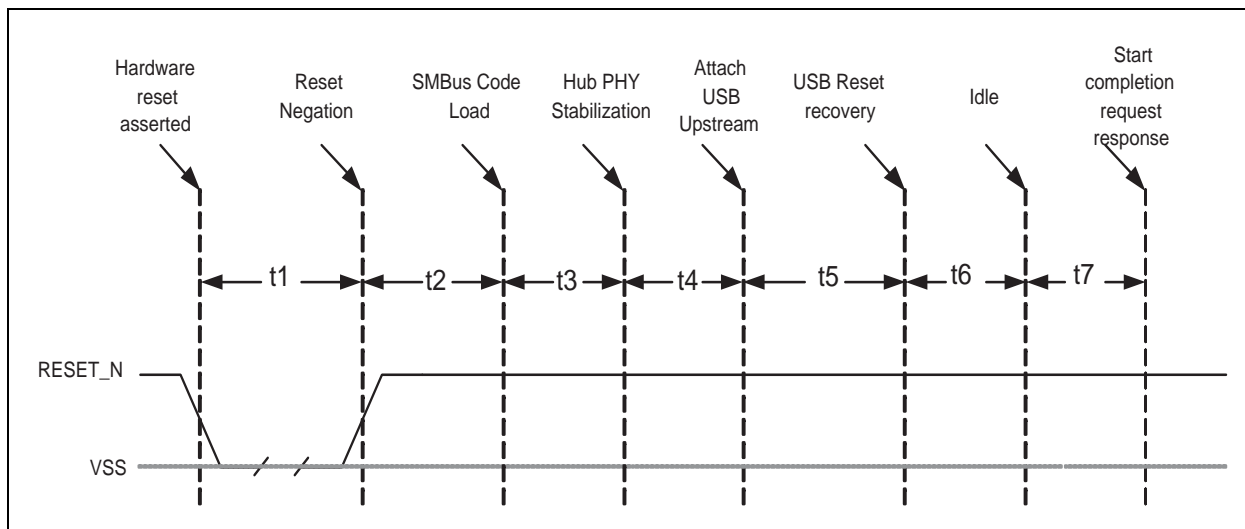 Hardware
reset
asserted
Reset
Negation
SMBus Code
Load
Hub PHY
Stabilization
Attach
USB
Upstream
USB Reset
recovery
Idle
Start
completion
request
response
t1
t2
t3
t4
t5
t6
t7
RESET_N
VSS